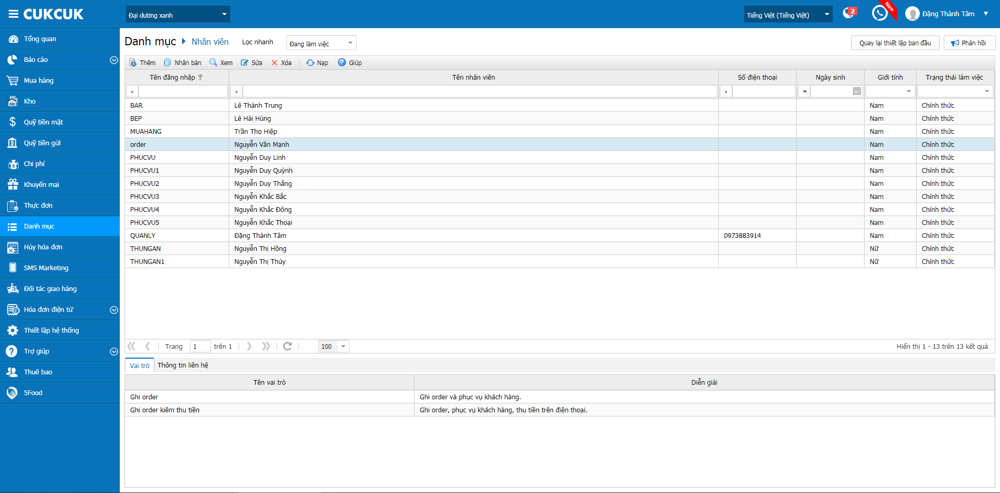 CUKCUK
Đại dương xanh
Tiếng Việt (Tiếng Việt)
2
New
Đặng Thành Tâm
Tổng quan
Báo cáo
Mua hàng
Kho
Quỹ tiền mặt
Quỹ tiền gửi
Chi phí
Khuyến mại
Thực đơn
Danh mục
Hủy hóa đơn
SMS Marketing
Đối tác giao hàng
Hóa đơn điện tử
Thiết lập hệ thống
Trợ giúp
Thuê bao
5Food
Danh mục Nhân viên Lọc nhanh Đang làm việc
Quay lại thiết lập ban đầu Phản hồi
Thêm Nhân bản Xem Sửa Xóa Nạp Giúp
Tên đăng nhập Tên nhân viên Số điện thoại Ngày sinh Giới tính Trạng thái làm việc
* * * =.
BAR Lê Thành Trung Nam Chính thức
BEP Lê Hải Hùng Nam Chính thức
MUAHANG Trần Thọ Hiệp Nam Chính thức
order Nguyễn Văn Mạnh Nam Chính thức
PHUCVU Nguyễn Duy Linh Nam Chính thức
PHUCVU1 Nguyễn Duy Quỳnh Nam Chính thức
PHUCVU2 Nguyễn Duy Thắng Nam Chính thức
PHUCVU3 Nguyễn Khắc Bắc Nam Chính thức
PHUCVU4 Nguyễn Khắc Đông Nam Chính thức
PHUCVU5 Nguyễn Khắc Thoại Nam Chính thức
QUANLY Đặng Thành Tâm 0973883914 Nam Chính thức
THUNGAN Nguyễn Thị Hồng Nữ Chính thức
THUNGAN1 Nguyễn Thị Thúy Nữ Chính thức
Trang 1 trên 1 100 Hiển thị 1 - 13 trên 13 kết quả
Vai trò Thông tin liên hệ
Tên vai trò Diễn giải
Ghi order Ghi order và phục vụ khách hàng.
Ghi order kiêm thu tiền Ghi order, phục vụ khách hàng, thu tiền trên điện thoại.